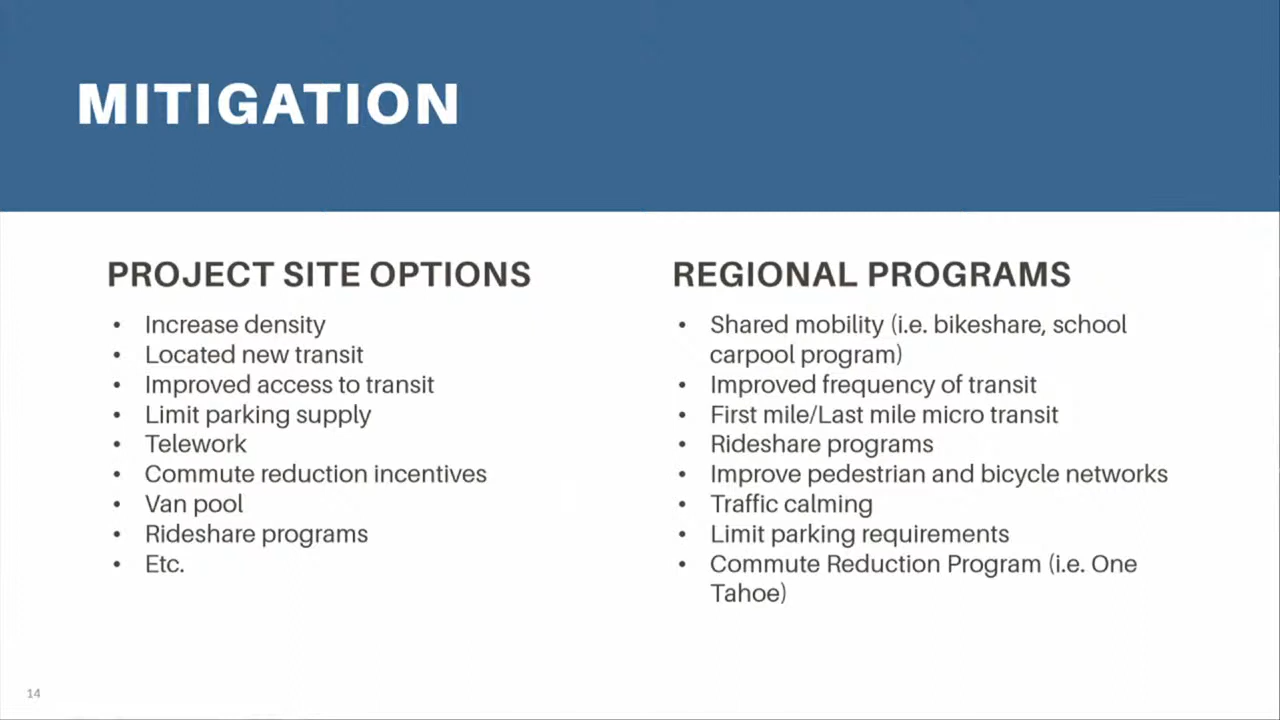 MITIGATION
PROJECT SITE OPTIONS
• Increase density
• Located new transit
• Improved access to transit
• Limit parking supply
• Telework
• Commute reduction incentives
• Van pool
• Rideshare programs
• Etc.
REGIONAL PROGRAMS
• Shared mobility (i.e. bikeshare, school
carpool program)
• Improved frequency of transit
• First mile/Last mile micro transit
• Rideshare programs
• Improve pedestrian and bicycle networks
• Traffic calming
• Limit parking requirements
• Commute Reduction Program (i.e. One
Tahoe)
14